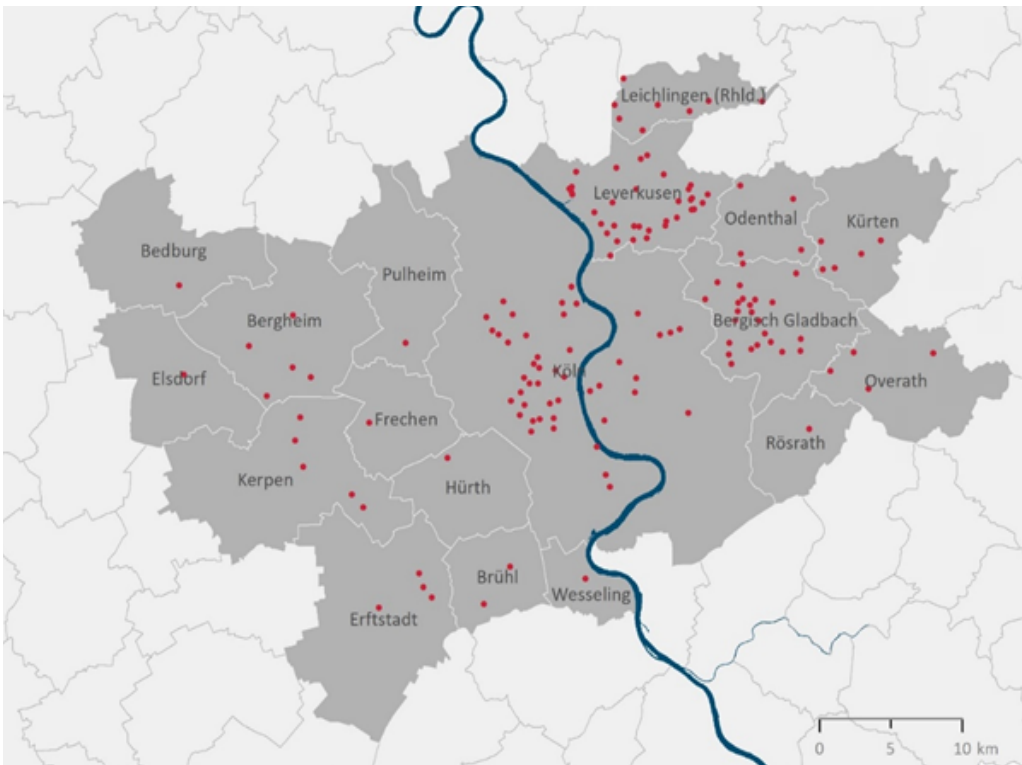 Leichlingen (Rhld.)
Leverkusen
Odenthal
Kürten
Bedburg
Pulheim
Bergheim
Bergisch Gladbach
Elsdorf
Köln
Overath
Frechen
Rösrath
Kerpen
Hürth
Brühl
Wesseling
Erftstadt
0 5 10 km